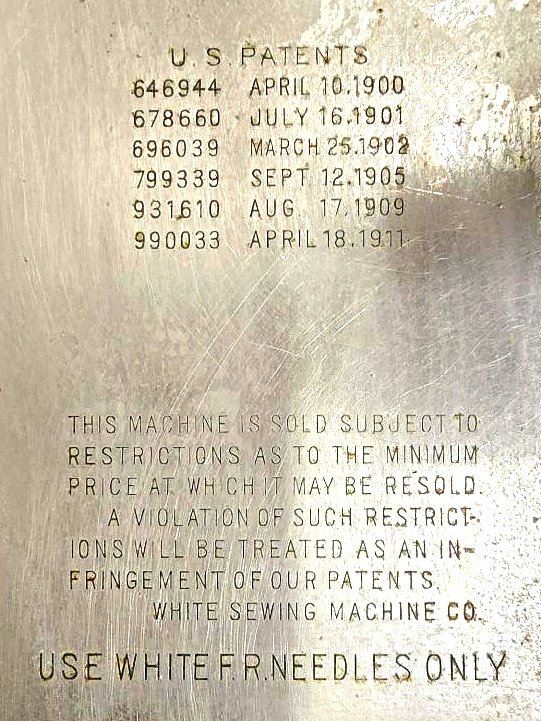 U.S. PATENTS
646944 APRIL 10.1900
678660 JULY 16.1901
696039 MARCH 25.1902
799339 SEPT. 12.1905
931610 AUG. 17.1909
990033 APRIL 18.1911.
THIS MACHINE IS SOLD SUBJECT TO
RESTRICTIONS AS TO THE MINIMUM
PRICE AT WHICH IT MAY BE RESOLD.
A VIOLATION OF SUCH RESTRICT-
IONS WILL BE TREATED AS AN IN-
FRINGEMENT OF OUR PATENTS.
WHITE SEWING MACHINE CO.
USE WHITE F.R. NEEDLES ONLY